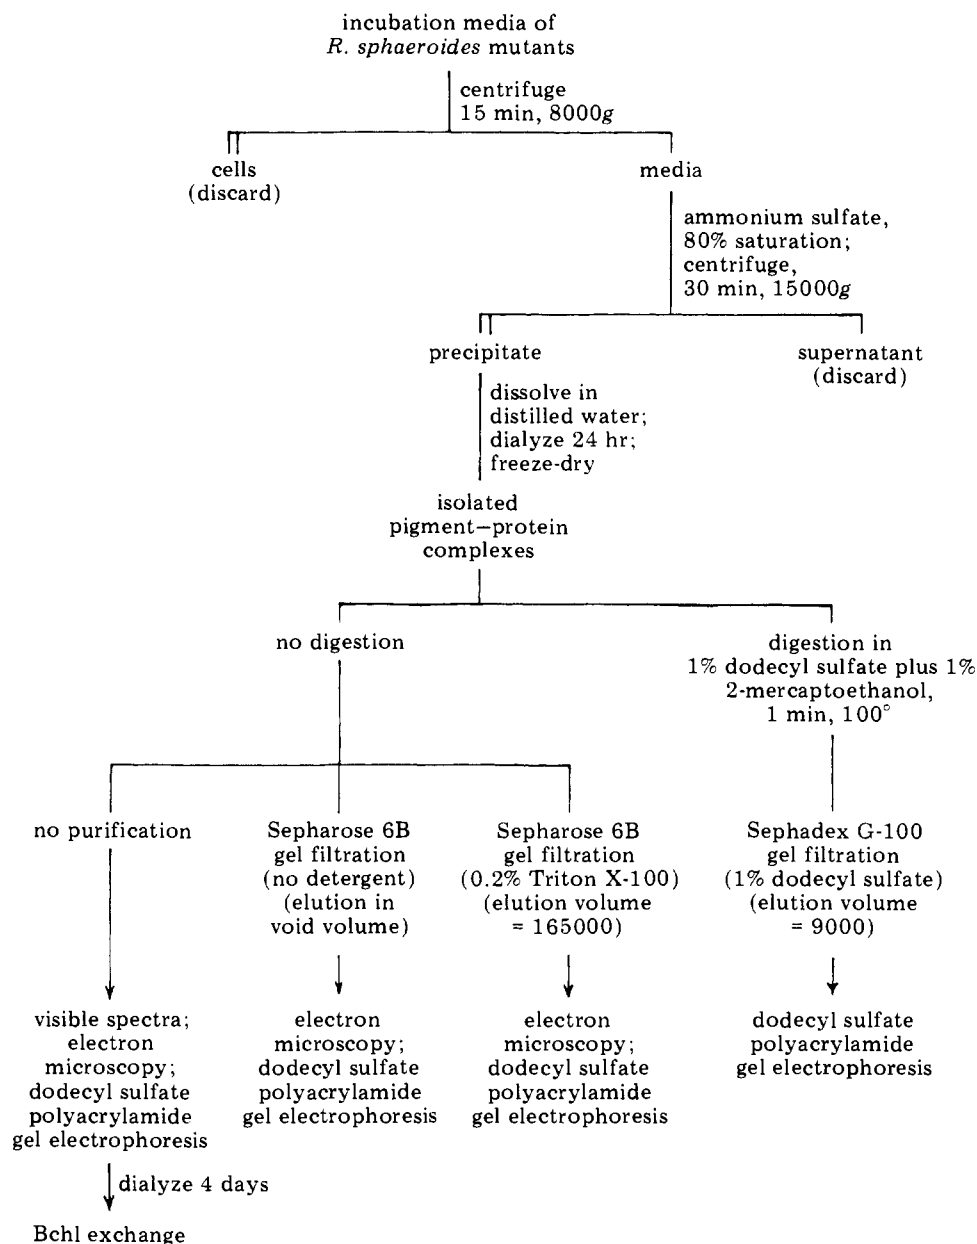 incubation media of
R. sphaeroides mutants
centrifuge
15 min, 8000g
cells
(discard)
media
ammonium sulfate,
80% saturation;
centrifuge,
30 min, 15000g
precipitate
supernatant
(discard)
dissolve in
distilled water;
dialyze 24 hr;
freeze-dry
isolated
pigment–protein
complexes
no digestion
digestion in
1% dodecyl sulfate plus 1%
2-mercaptoethanol,
1 min, 100°
no purification
Sepharose 6B
gel filtration
(no detergent)
(elution in
void volume)
Sepharose 6B
gel filtration
(0.2% Triton X-100)
(elution volume
= 165000)
Sephadex G-100
gel filtration
(1% dodecyl sulfate)
(elution volume
= 9000)
visible spectra;
electron
microscopy;
dodecyl sulfate
polyacrylamide
gel electrophoresis
electron
microscopy;
dodecyl sulfate
polyacrylamide
gel electrophoresis
electron
microscopy;
dodecyl sulfate
polyacrylamide
gel electrophoresis
dodecyl sulfate
polyacrylamide
gel electrophoresis
dialyze 4 days
Bchl exchange